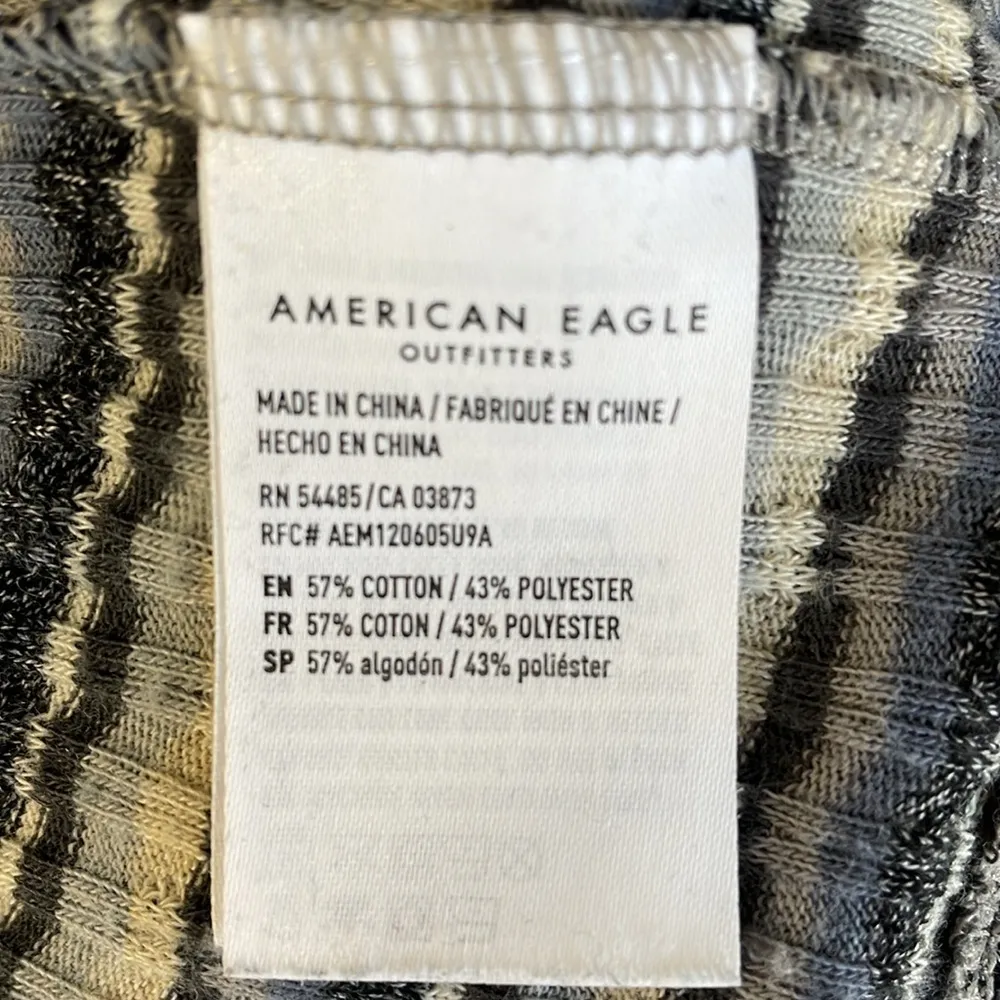 AMERICAN EAGLE
OUTFITTERS
MADE IN CHINA / FABRIQUÉ EN CHINE /
HECHO EN CHINA
RN 54485/CA 03873
RFC# AEM120605U9A
EN 57% COTTON / 43% POLYESTER
FR 57% COTON / 43% POLYESTER
SP 57% algodón / 43% poliéster